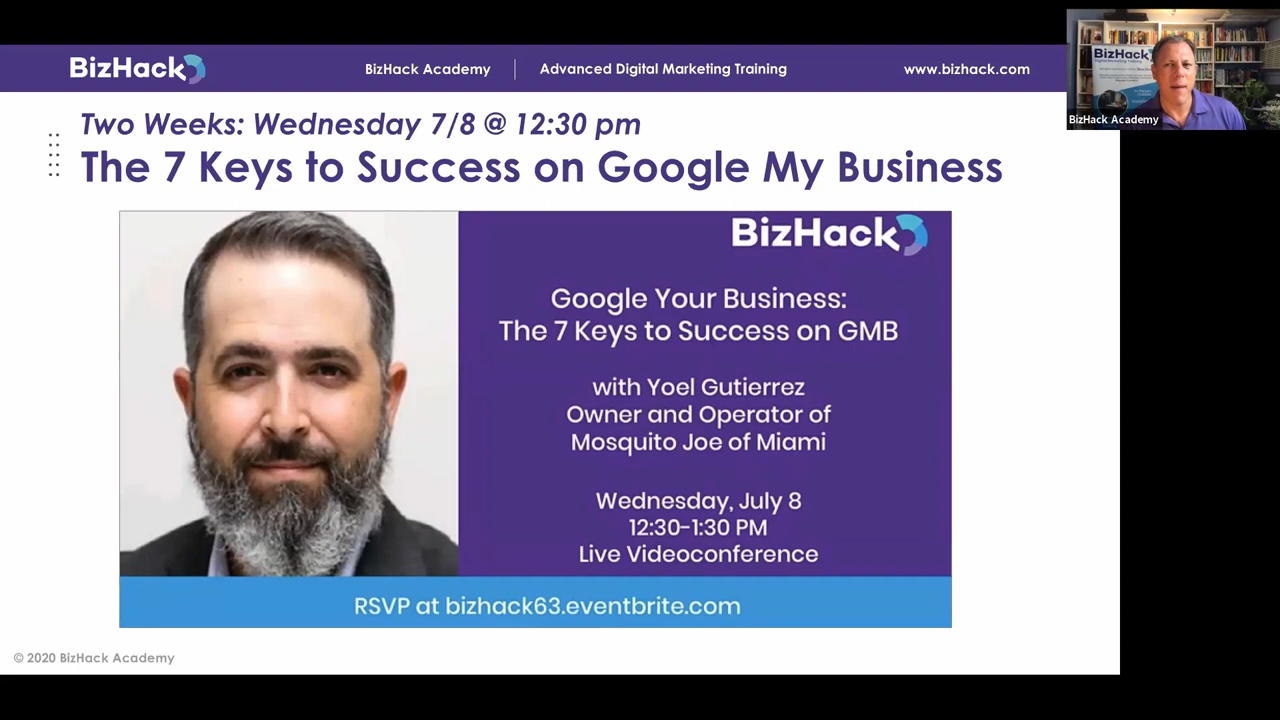 BizHack
BizHack Academy
Advanced Digital Marketing Training
www.bizhack.com
BizHack
BizHack Academy
Two Weeks: Wednesday 7/8 @ 12:30 pm
The 7 Keys to Success on Google My Business
BizHack
Google Your Business:
The 7 Keys to Success on GMB
with Yoel Gutierrez
Owner and Operator of
Mosquito Joe of Miami
Wednesday, July 8
12:30-1:30 PM
Live Videoconference
RSVP at bizhack63.eventbrite.com
© 2020 BizHack Academy